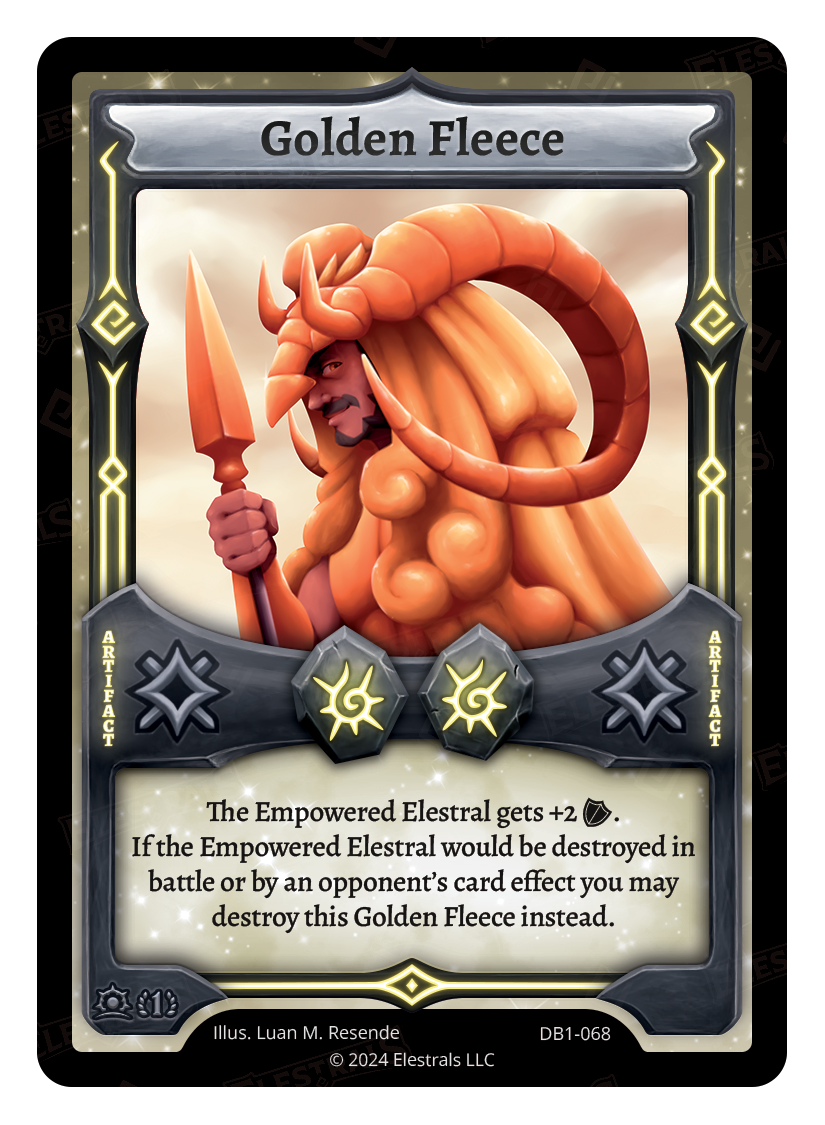 Golden Fleece
ARTIFACT
ARTIFACT
The Empowered Elestral gets +2 .
If the Empowered Elestral would be destroyed in
battle or by an opponent’s card effect you may
destroy this Golden Fleece instead.
1
Illus. Luan M. Resende
DB1-068
© 2024 Elestrals LLC